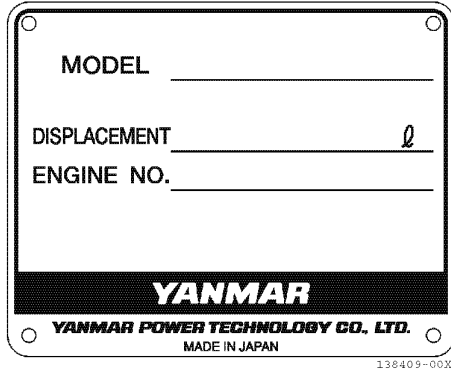 MODEL
DISPLACEMENT ℓ
ENGINE NO.
YANMAR
YANMAR POWER TECHNOLOGY CO., LTD.
MADE IN JAPAN
138409-00X